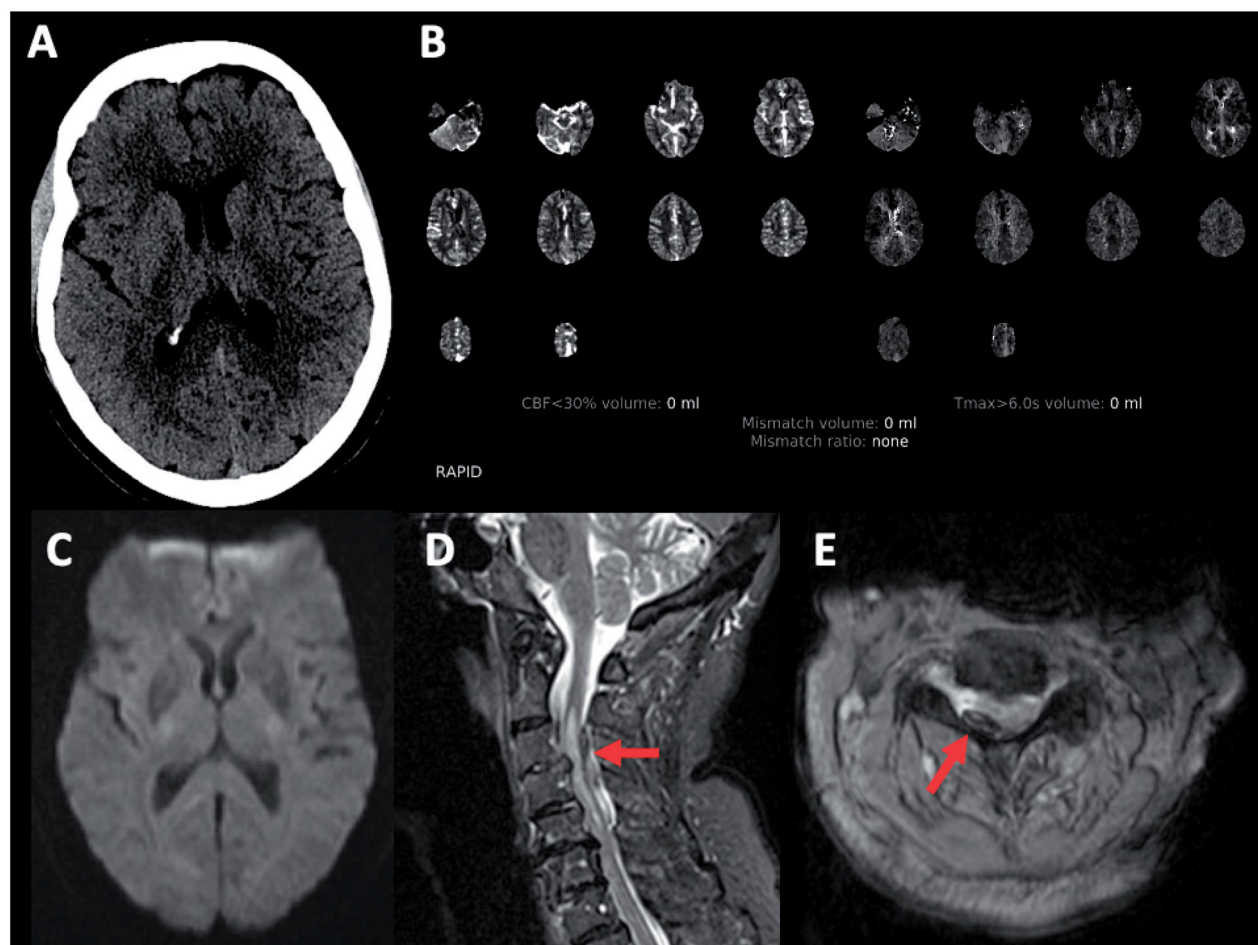 A
B
CBF<30% volume: 0 ml
Tmax>6.0s volume: 0 ml
Mismatch volume: 0 ml
Mismatch ratio: none
RAPID
C
D
E